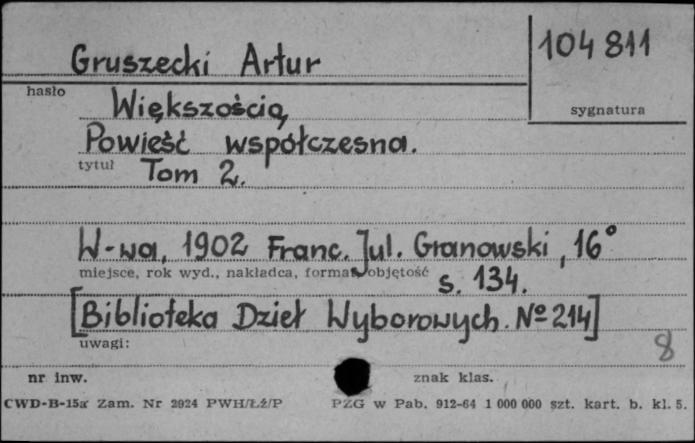 Gruszecki Artur
104 811
hasło
sygnatura
Większością
Powieść współczesna.
tytuł
Tom 2.
W-wa, 1902 Franc. Jul. Granowski, 16°
miejsce, rok wyd., nakładca, format, objętość
s. 134.
[Biblioteka Dzieł Wyborowych. № 214]
uwagi:
8
nr inw.
znak klas.
CWD-B-15a Zam. Nr 2924 PWH/Łź/P
PZG w Pab. 912-64 1 000 000 szt. kart. b. kl. 5.